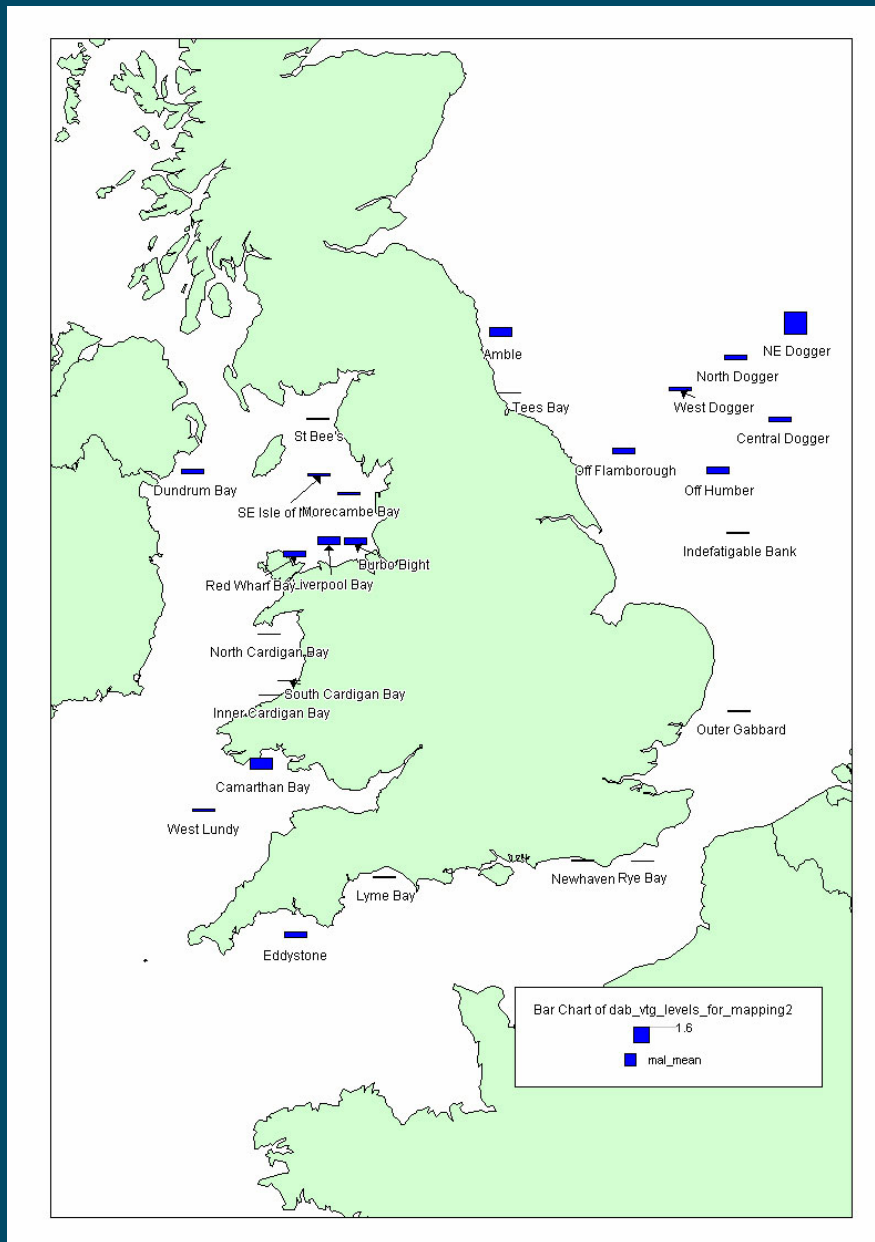 NE Dogger
Amble
North Dogger
Tees Bay
West Dogger
St Bee's
Central Dogger
Off Flamborough
Dundrum Bay
Off Humber
SE Isle of M
Morecambe Bay
Indefatigable Bank
Burbo Bight
Red Wharf Bay
iverpool Bay
North Cardigan Bay
South Cardigan Bay
Inner Cardigan Bay
Outer Gabbard
Camarthan Bay
West Lundy
Newhaven
Rye Bay
Lyme Bay
Eddystone
Bar Chart of dab_vtg_levels_for_mapping2
1.6
mal_mean